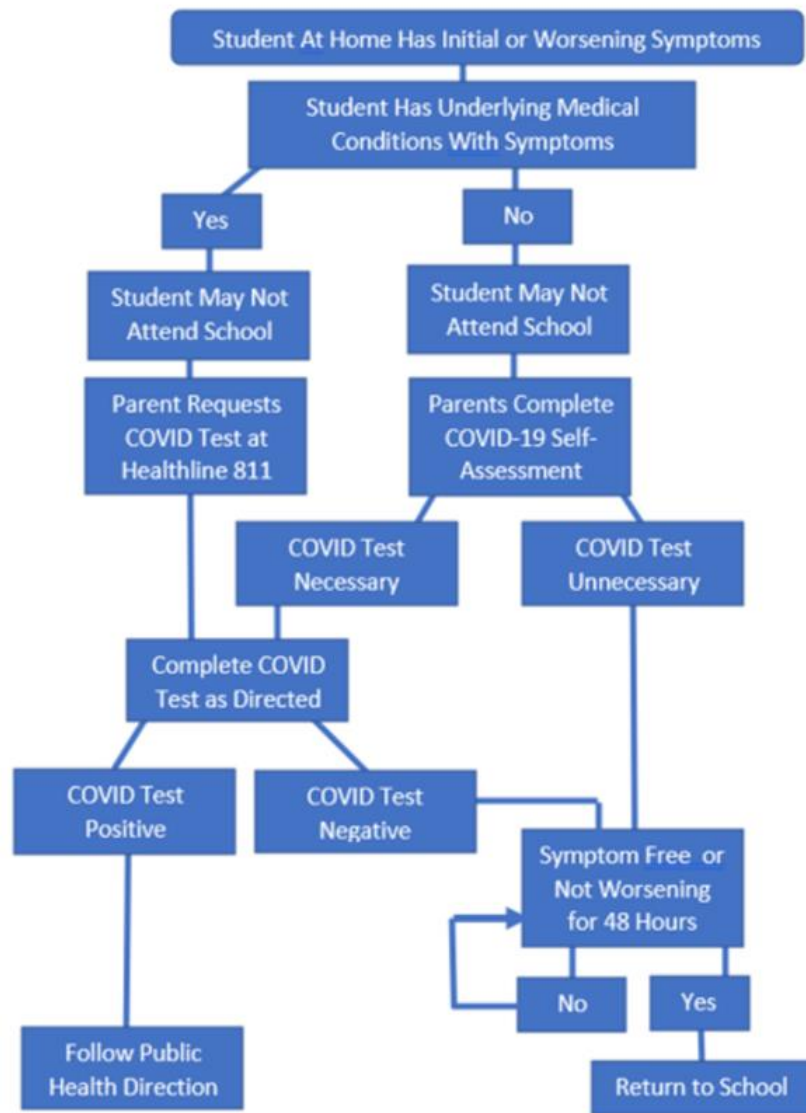 Student At Home Has Initial or Worsening Symptoms
Student Has Underlying Medical
Conditions With Symptoms
Yes
No
Student May Not
Attend School
Student May Not
Attend School
Parent Requests
COVID Test at
Healthline 811
Parents Complete
COVID-19 Self-
Assessment
COVID Test
Necessary
COVID Test
Unnecessary
Complete COVID
Test as Directed
COVID Test
Positive
COVID Test
Negative
Symptom Free or
Not Worsening
for 48 Hours
No
Yes
Follow Public
Health Direction
Return to School